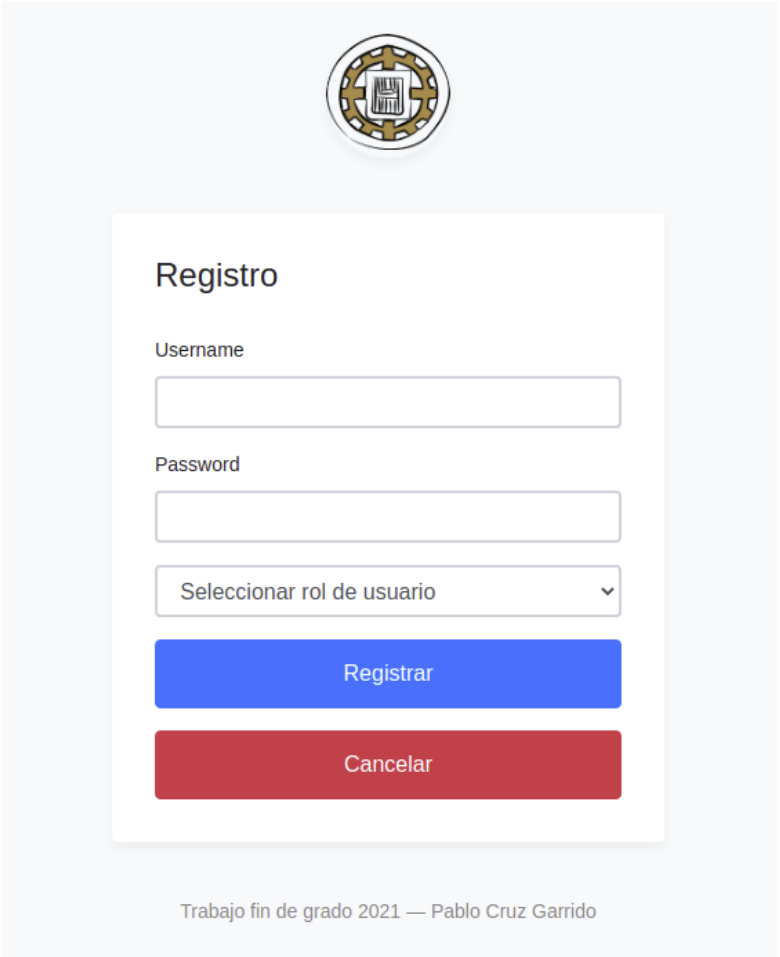 Registro
Username
Password
Seleccionar rol de usuario
Registrar
Cancelar
Trabajo fin de grado 2021 — Pablo Cruz Garrido